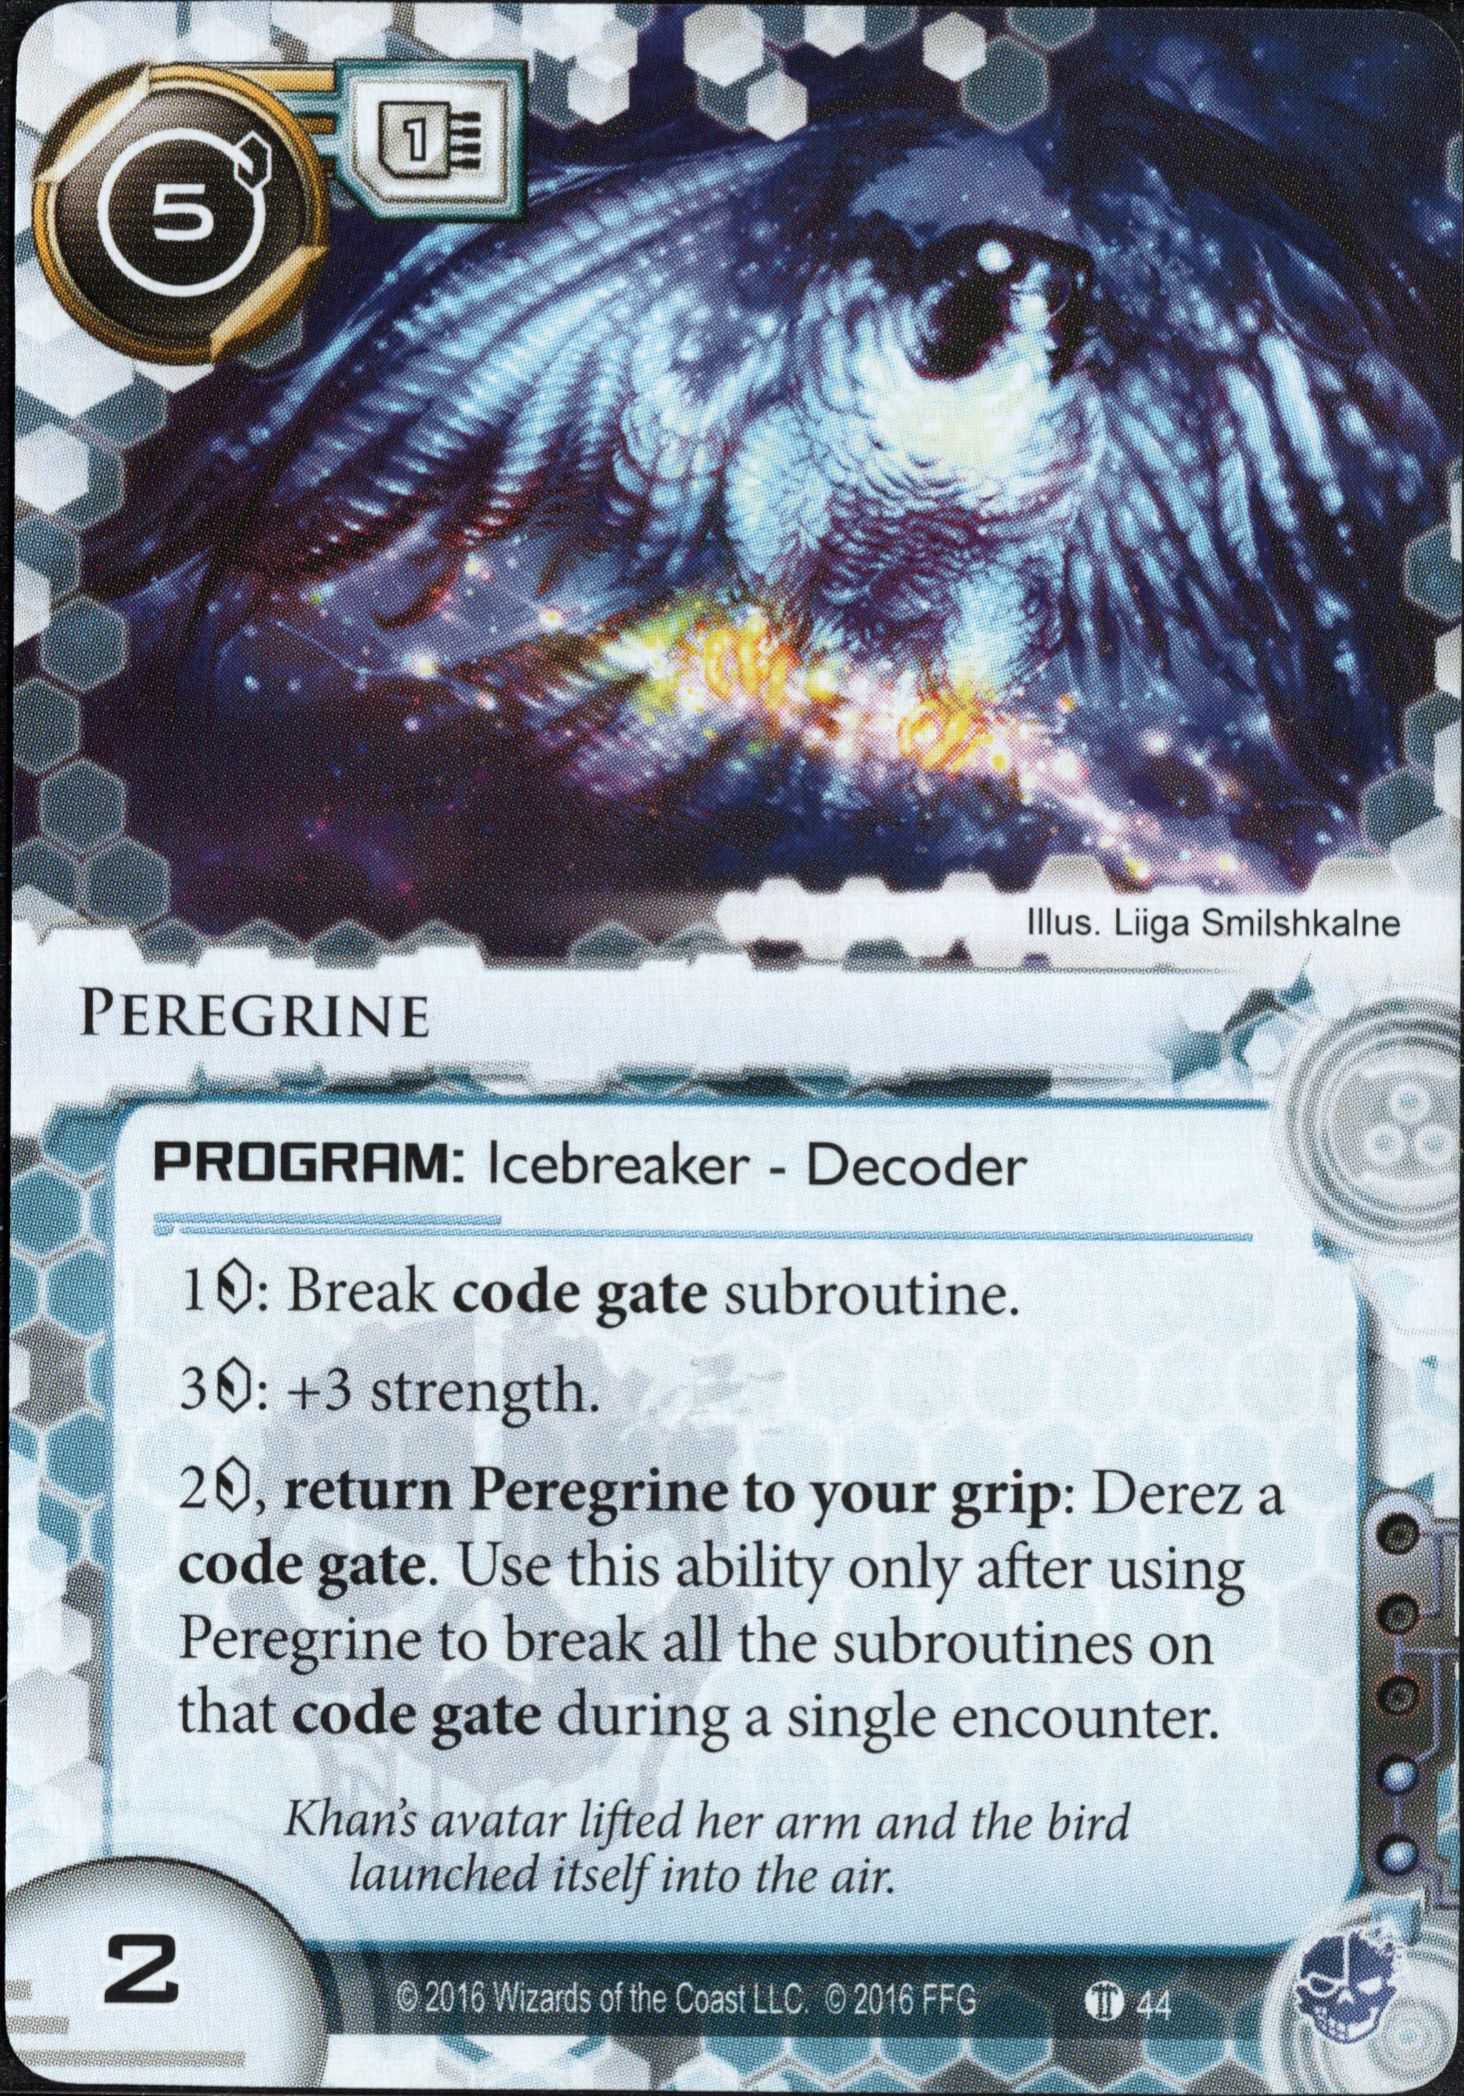 5
1
Illus. Liiga Smilshkalne
PEREGRINE
PROGRAM: Icebreaker - Decoder
1: Break code gate subroutine.
3: +3 strength.
2, return Peregrine to your grip: Derez a
code gate. Use this ability only after using
Peregrine to break all the subroutines on
that code gate during a single encounter.
Khan's avatar lifted her arm and the bird
launched itself into the air.
2
© 2016 Wizards of the Coast LLC. © 2016 FFG
44